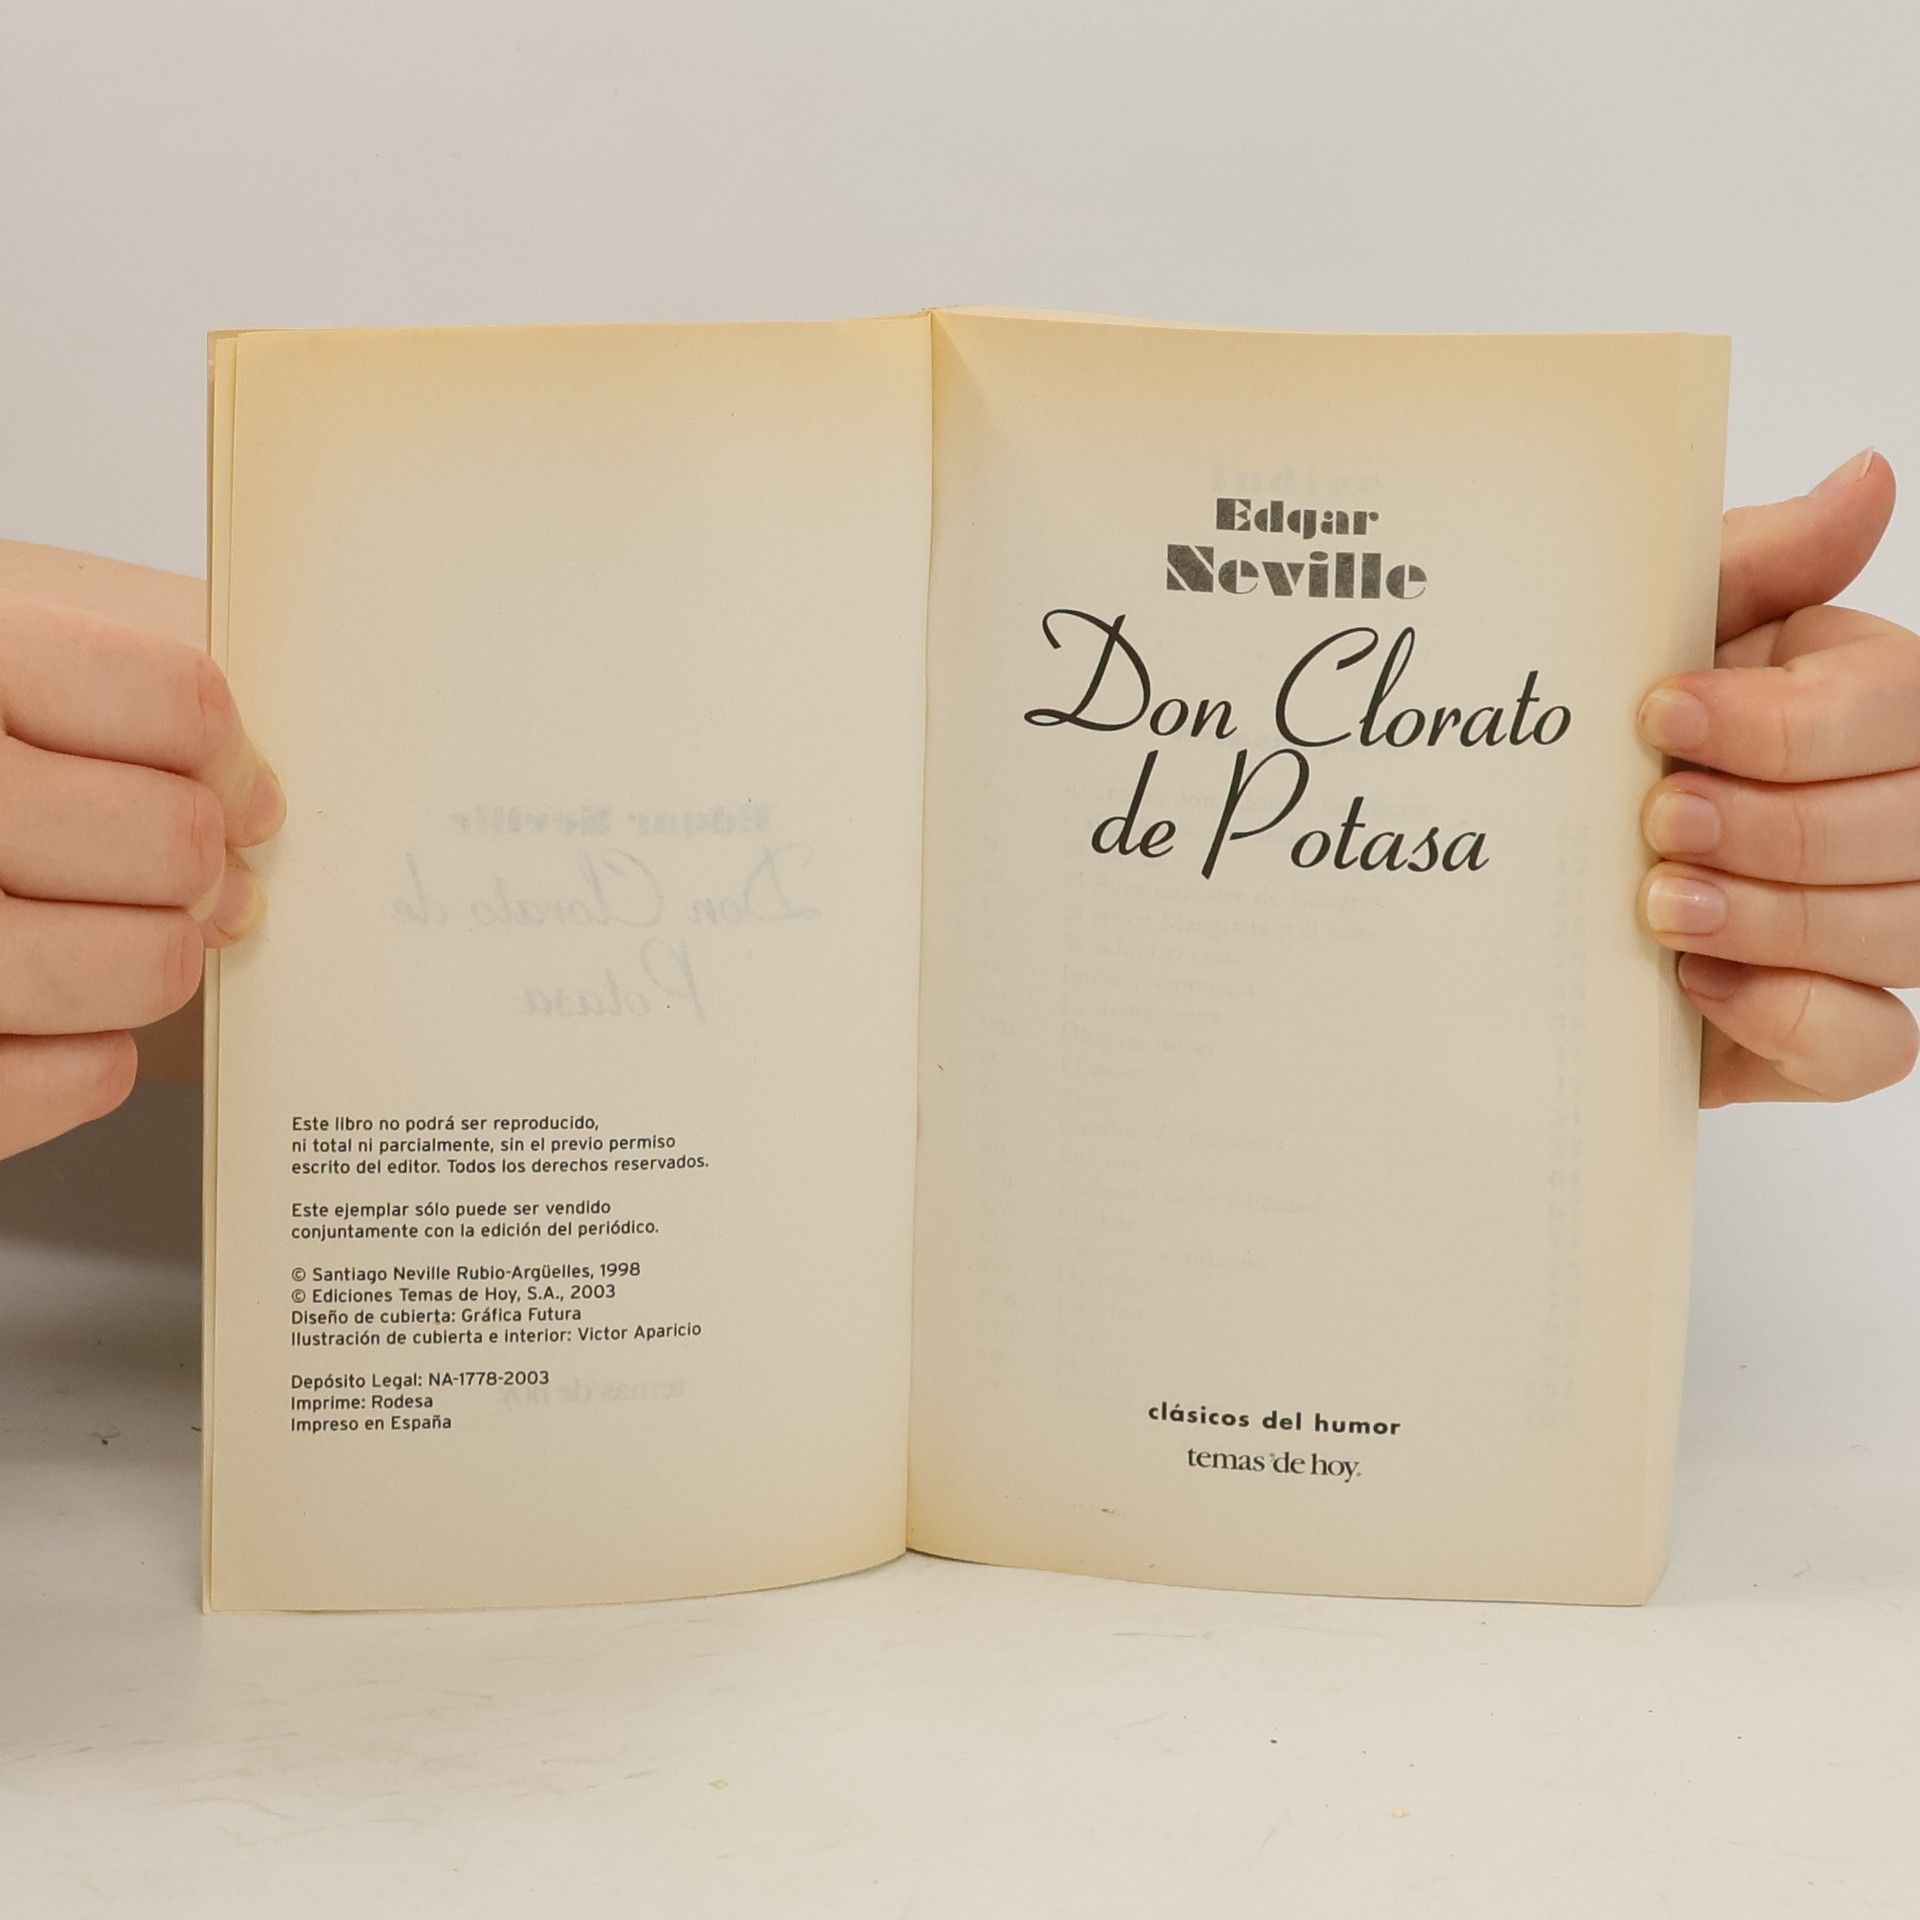 Este libro no podrá ser reproducido,
ni total ni parcialmente, sin el previo permiso
escrito del editor. Todos los derechos reservados.
Este ejemplar sólo puede ser vendido
conjuntamente con la edición del periódico.
© Santiago Neville Rubio-Argüelles, 1998
© Ediciones Temas de Hoy, S.A., 2003
Diseño de cubierta: Gráfica Futura
Ilustración de cubierta e interior: Victor Aparicio
Depósito Legal: NA-1778-2003
Imprime: Rodesa
Impreso en España
Edgar
Neville
Don Clorato
de Potasa
clásicos del humor
temas de hoy.